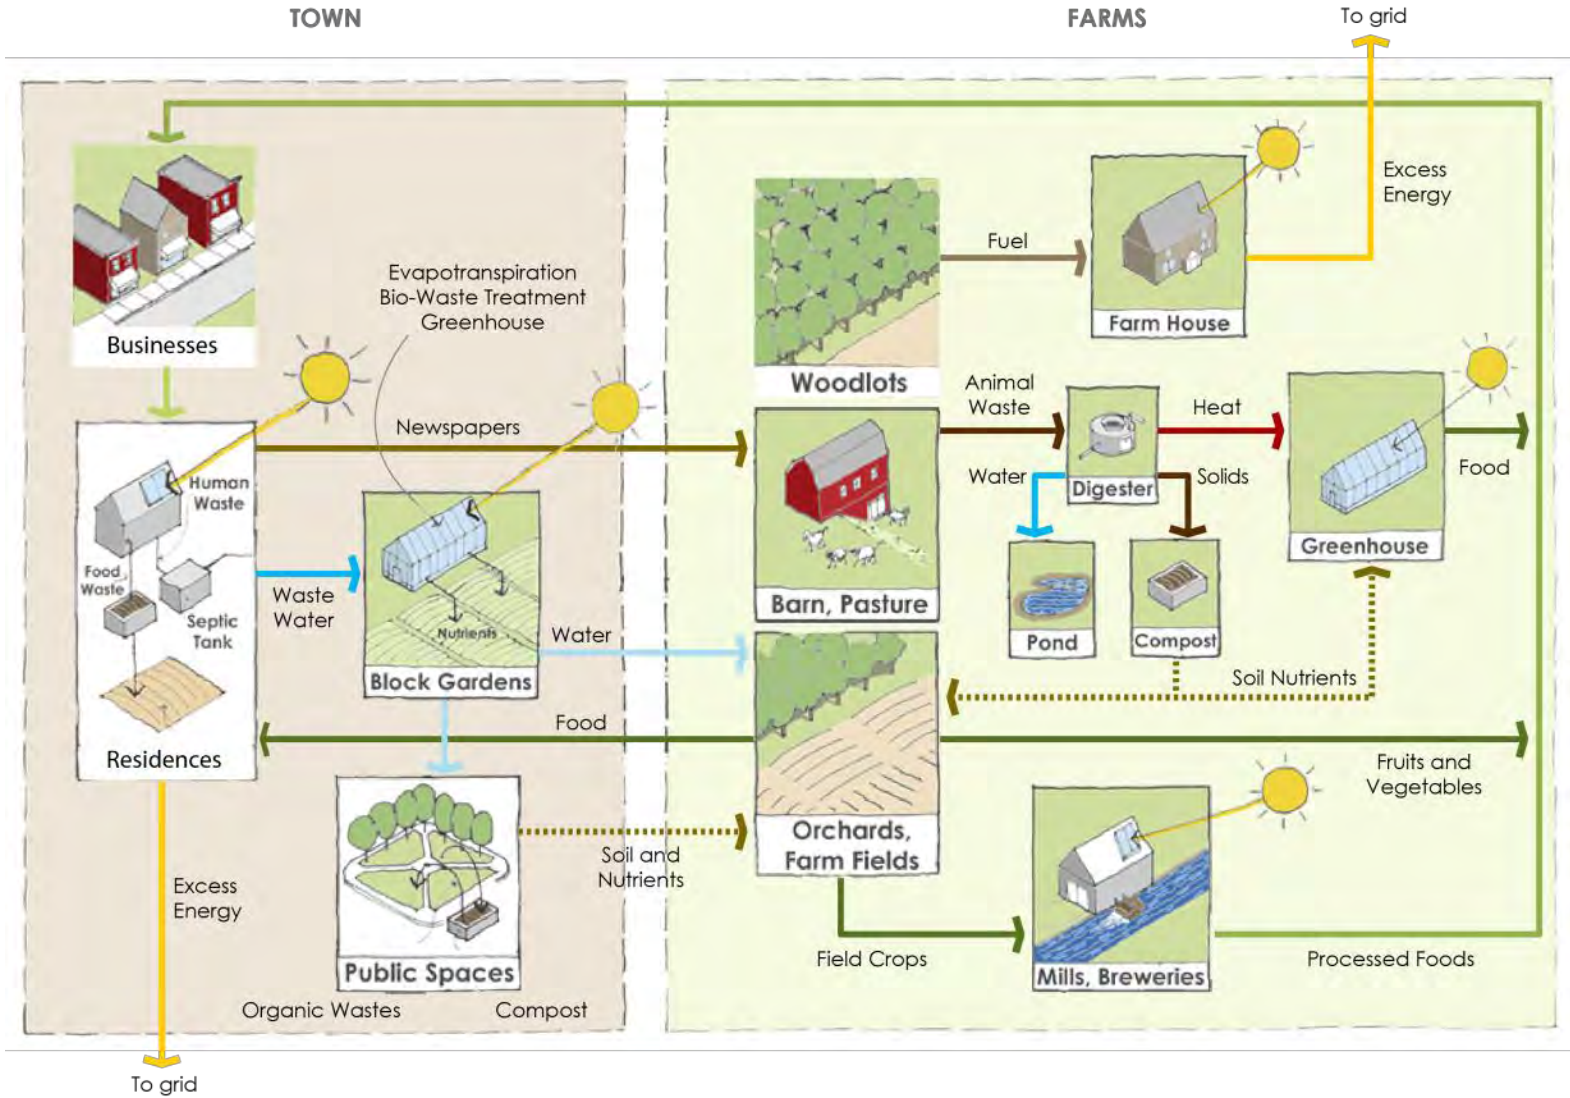 TOWN
FARMS
To grid
Excess
Energy
Businesses
Evapotranspiration
Bio-Waste Treatment
Greenhouse
Fuel
Farm House
Woodlots
Newspapers
Animal
Waste
Heat
Food
Water
Digester
Solids
Human
Waste
Food
Waste
Septic
Tank
Waste
Water
Nutrients
Block Gardens
Water
Barn, Pasture
Greenhouse
Pond
Compost
Soil Nutrients
Residences
Food
Fruits and
Vegetables
Orchards,
Farm Fields
Soil and
Nutrients
Excess
Energy
Public Spaces
Field Crops
Mills, Breweries
Processed Foods
Organic Wastes
Compost
To grid